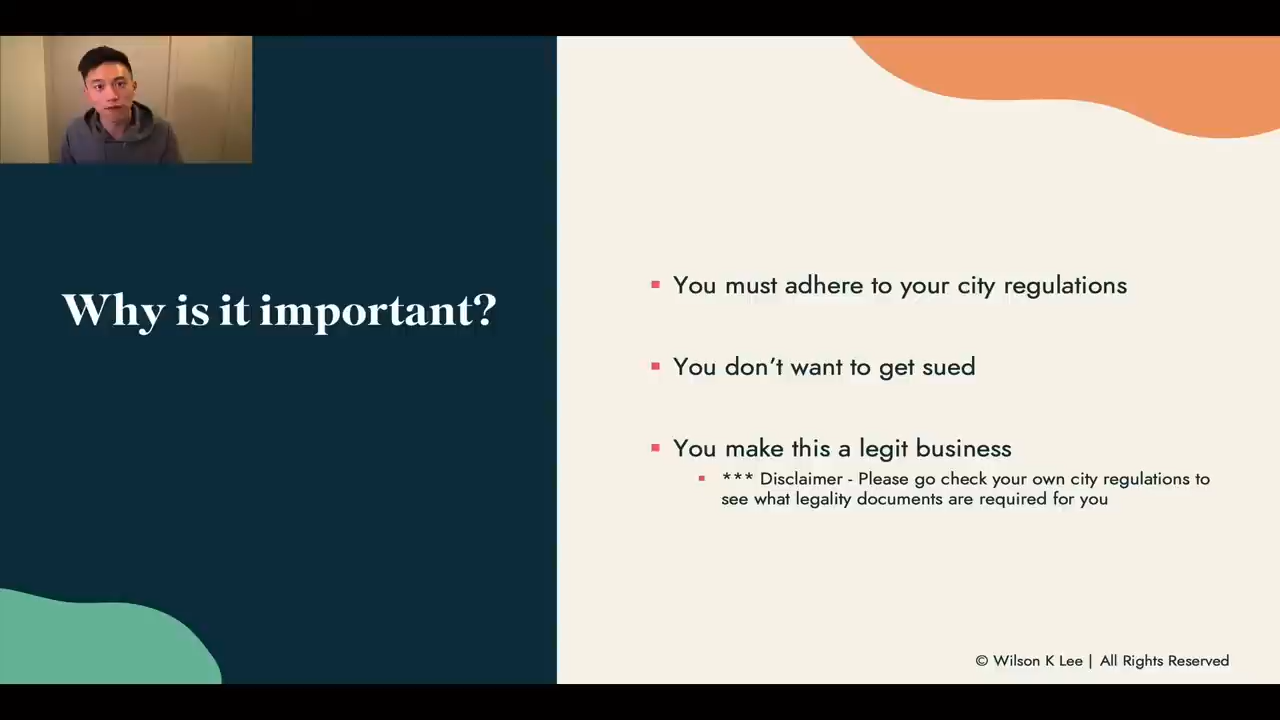 Why is it important?
You must adhere to your city regulations
You don't want to get sued
You make this a legit business
*** Disclaimer - Please go check your own city regulations to
see what legality documents are required for you
© Wilson K Lee | All Rights Reserved